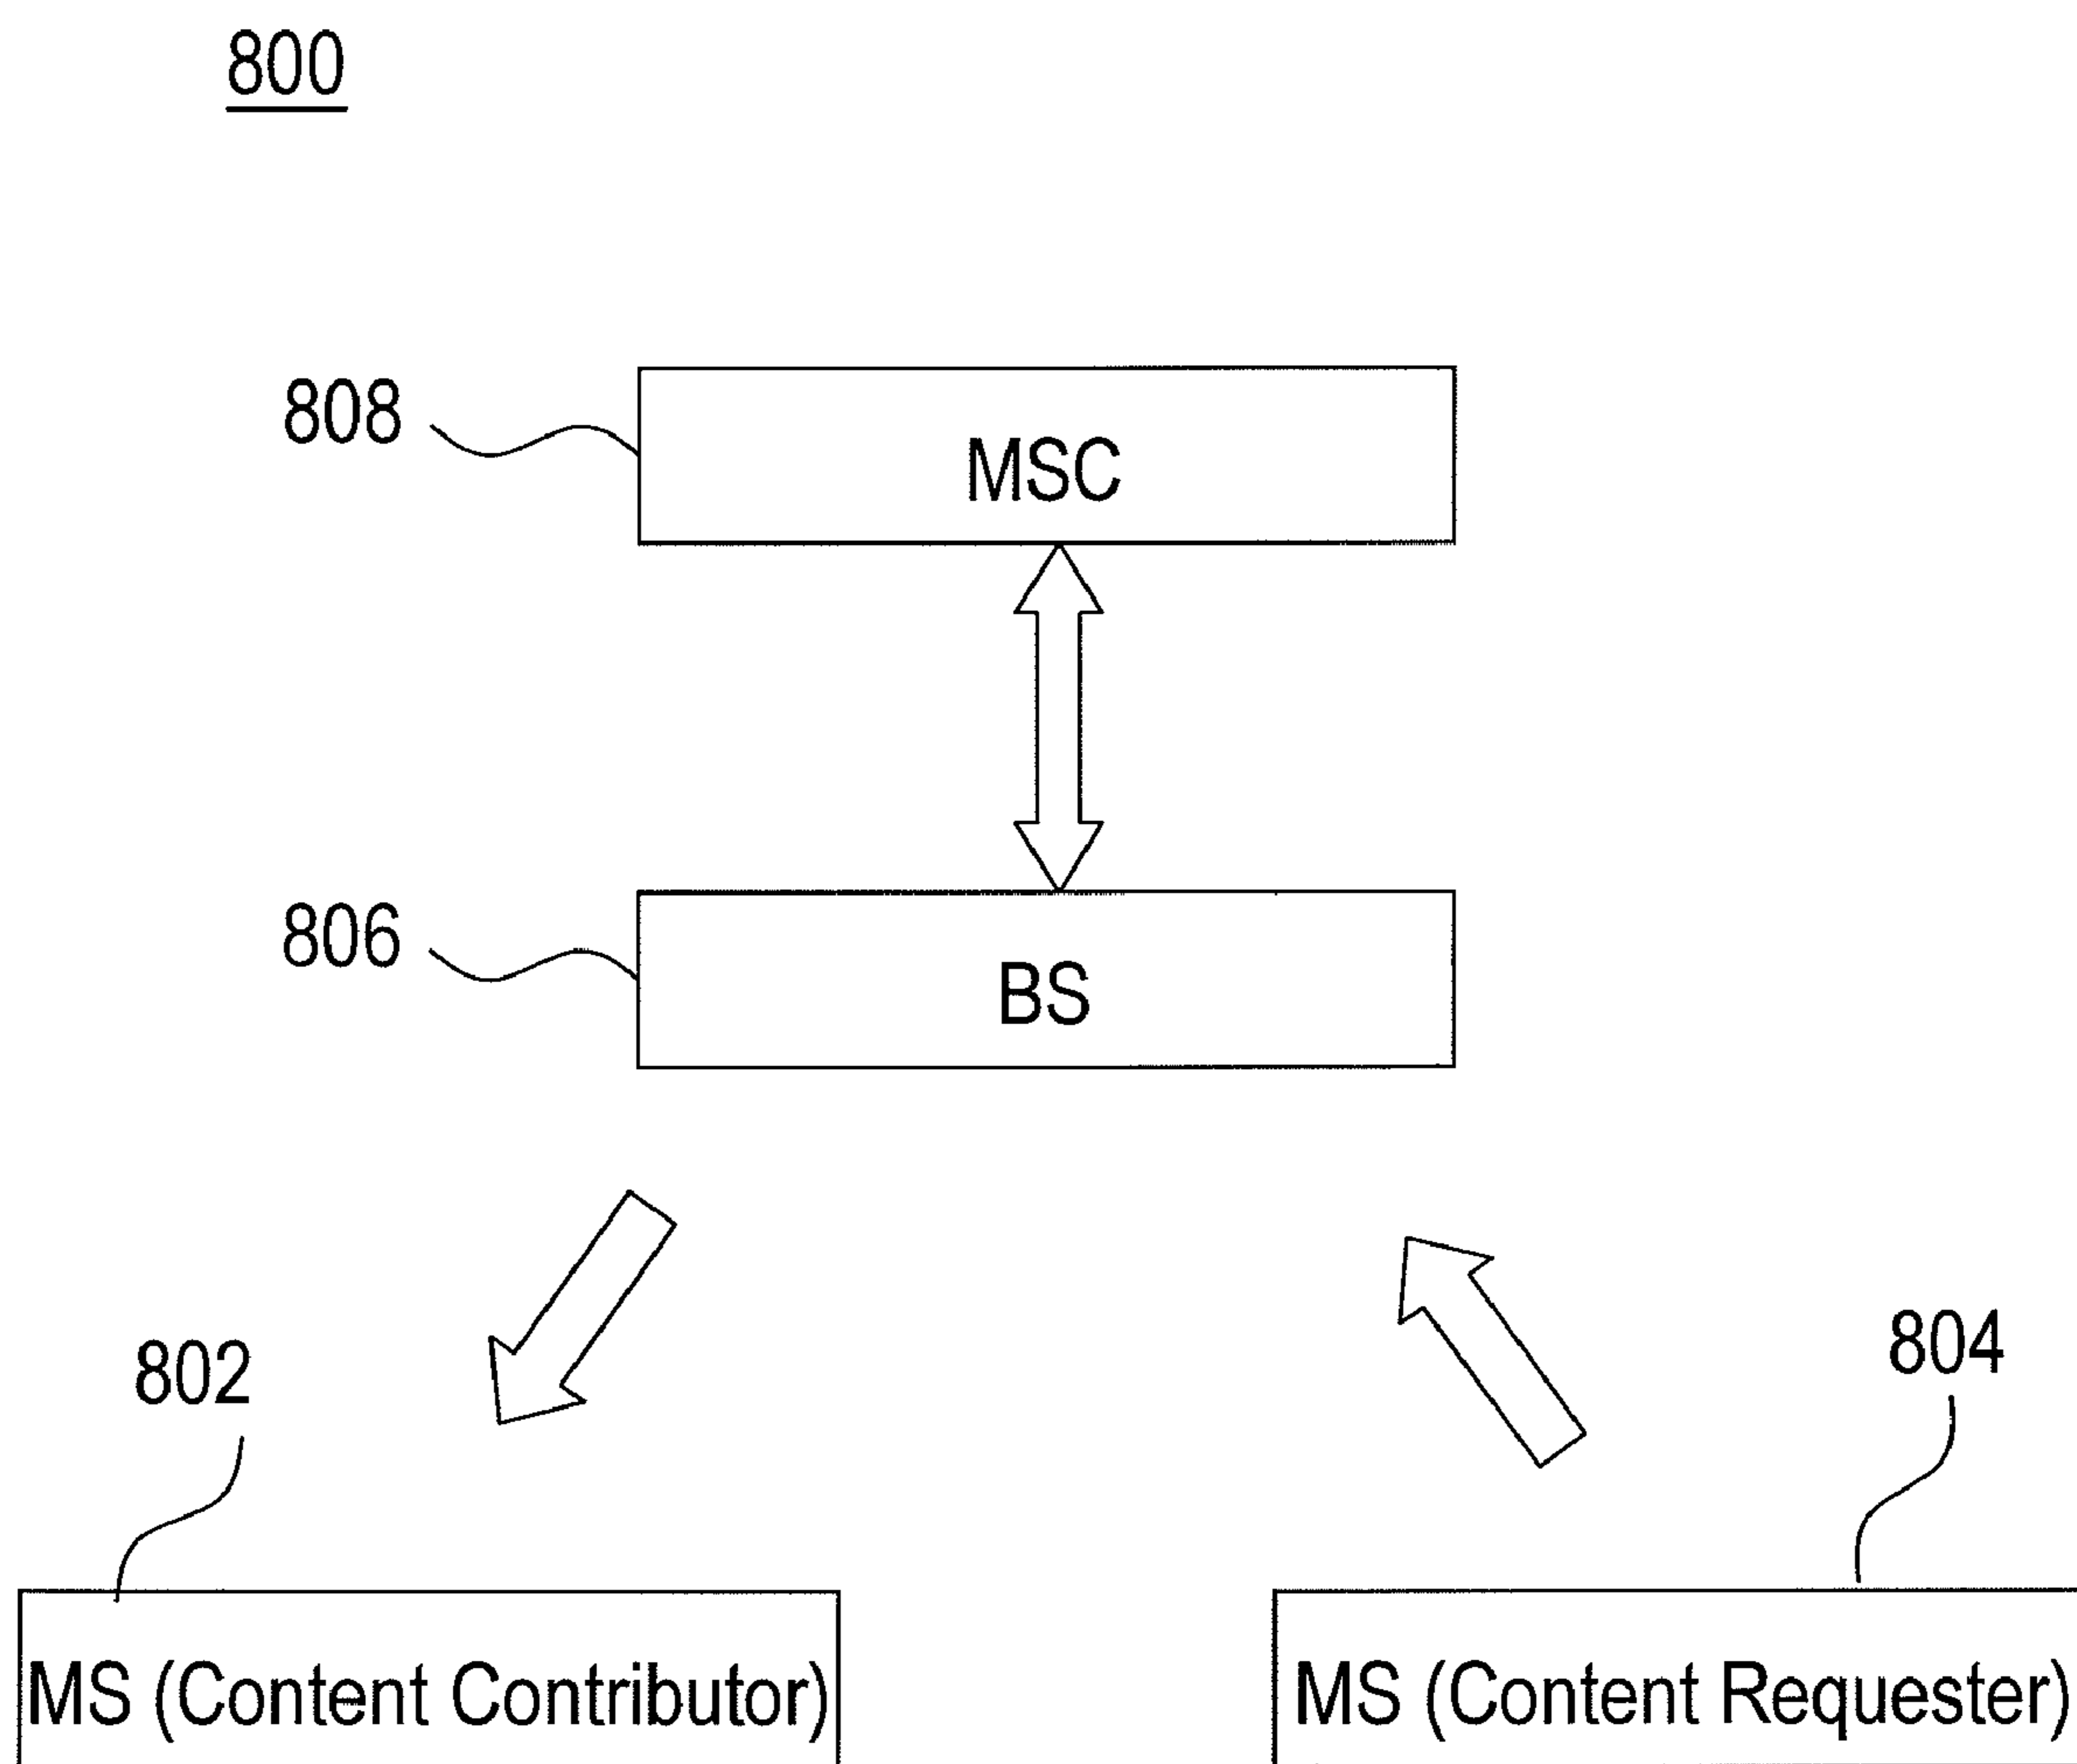 800
808
MSC
806
BS
802
804
MS (Content Contributor)
MS (Content Requester)